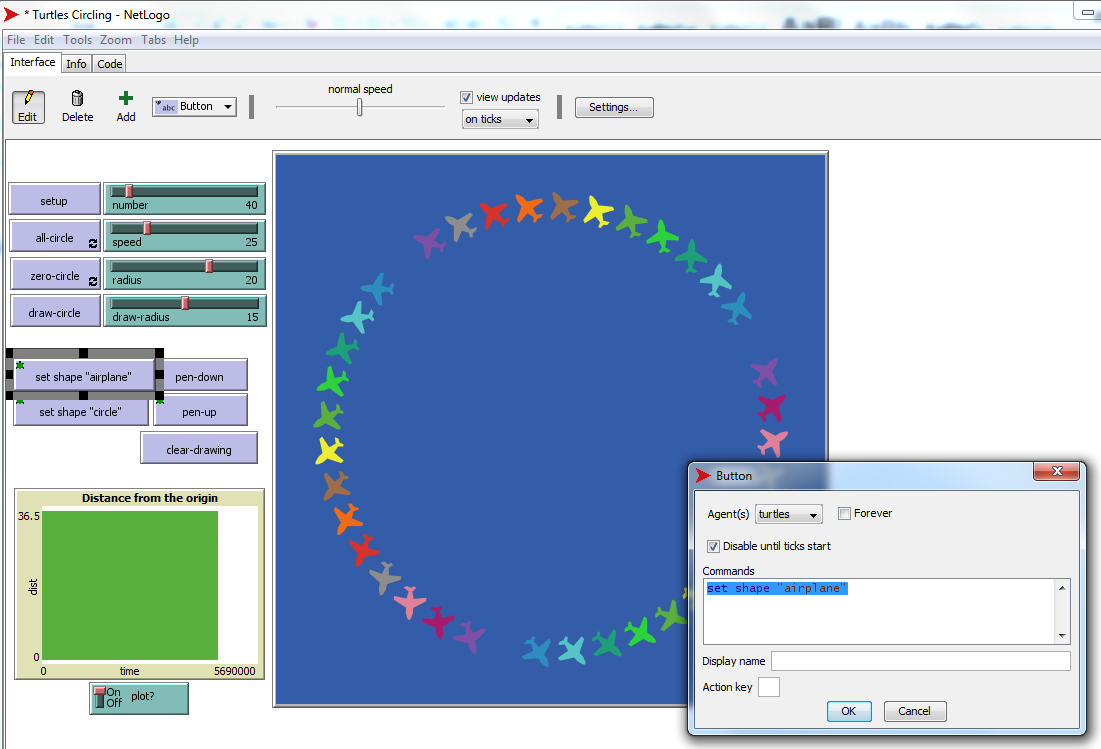 * Turtles Circling - NetLogo
File Edit Tools Zoom Tabs Help
Interface Info Code
Edit Delete Add abc Button normal speed view updates on ticks Settings...
setup number 40
all-circle speed 25
zero-circle radius 20
draw-circle draw-radius 15
set shape "airplane" pen-down
set shape "circle" pen-up
clear-drawing
Distance from the origin
36.5
dist
0
0 time 5690000
On
Off
plot?
Button
Agent(s) turtles Forever
Disable until ticks start
Commands
set shape "airplane"
Display name
Action key
OK Cancel